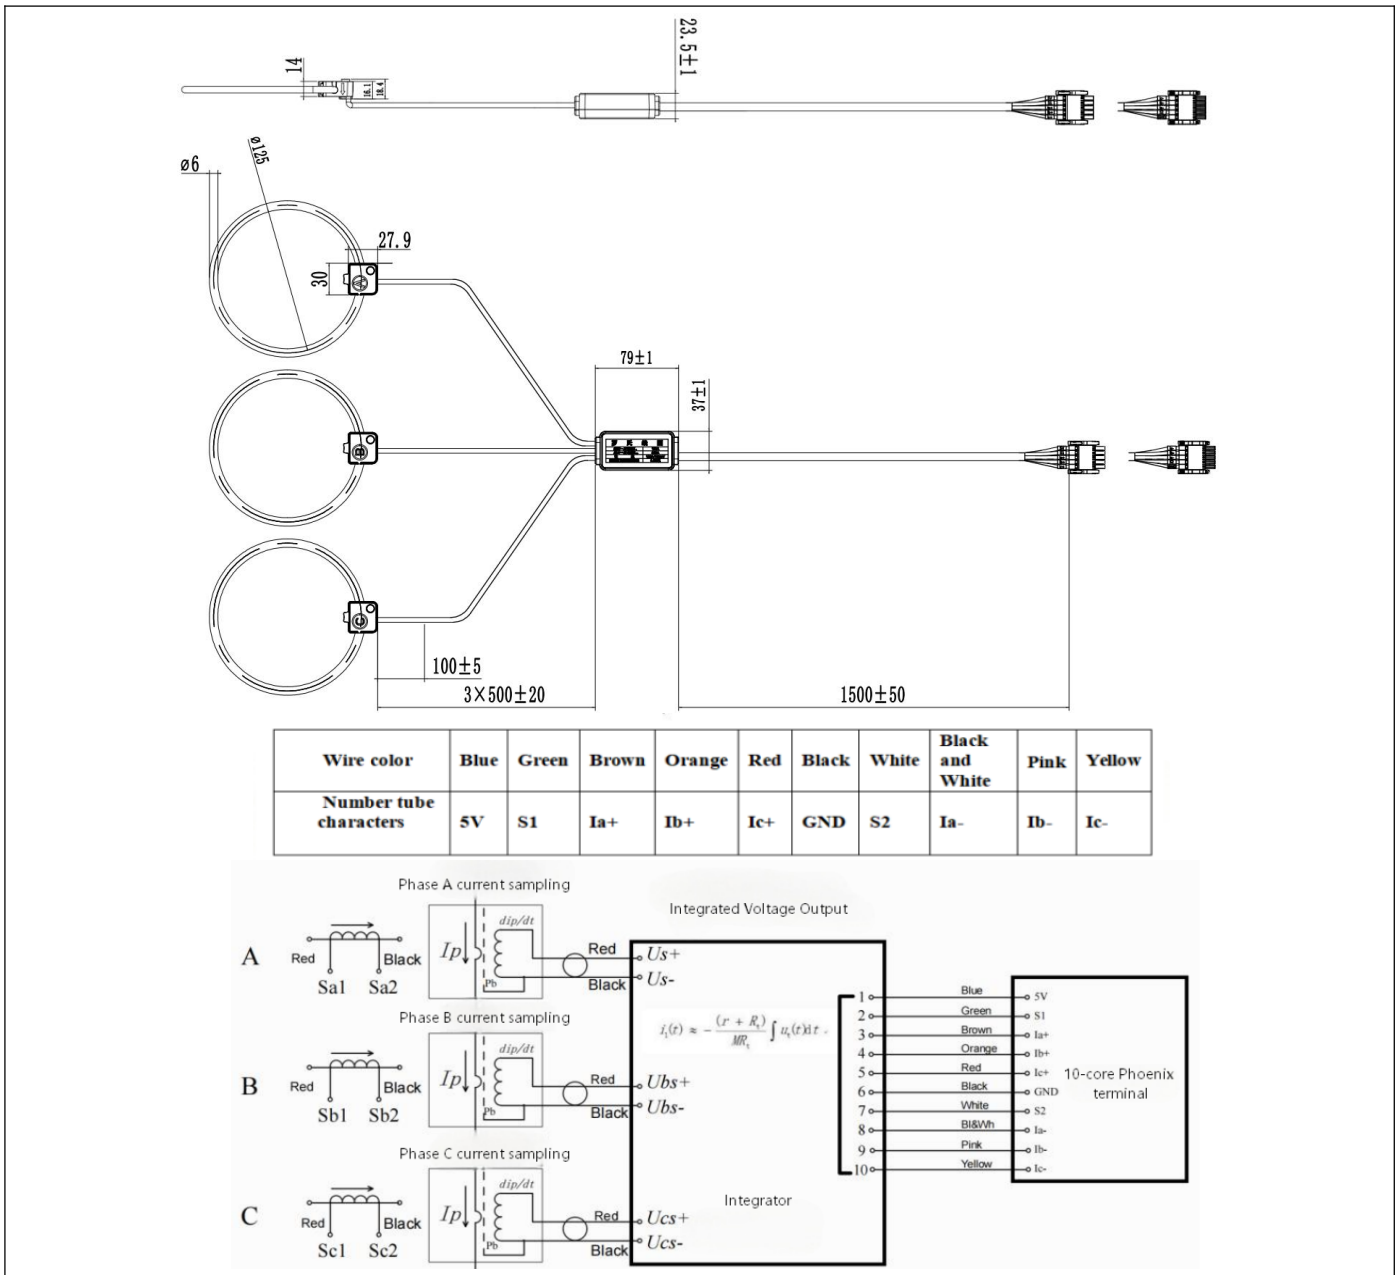 23.5±1
14
16.1
18.4
ø125
ø6
27.9
30
A
79±1
37±1
B
C
100±5
3×500±20
1500±50
Wire color Blue Green Brown Orange Red Black White Black and White Pink Yellow
Number tube characters 5V S1 Ia+ Ib+ Ic+ GND S2 Ia- Ib- Ic-
Phase A current sampling
Integrated Voltage Output
A
Red Black
Sa1 Sa2
Ip
dip/dt
Pb
Red
Black
Us+
Us-
Phase B current sampling
B
Red Black
Sb1 Sb2
Ip
dip/dt
Pb
Red
Black
Ubs+
Ubs-
Phase C current sampling
C
Red Black
Sc1 Sc2
Ip
dip/dt
Pb
Red
Black
Ucs+
Ucs-
Integrator
1 Blue 5V
2 Green S1
3 Brown Ia+
4 Orange Ib+
5 Red Ic+
6 Black GND
7 White S2
8 Bl&Wh Ia-
9 Pink Ib-
10 Yellow Ic-
10-core Phoenix
terminal